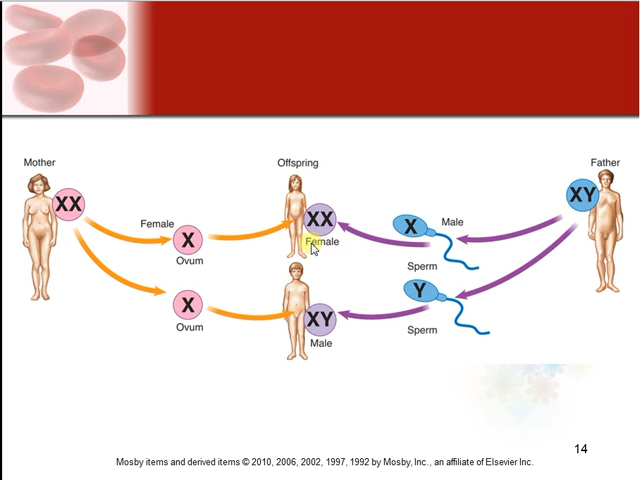 Mother
Offspring
Father
XX
XY
Female
X
Ovum
XX
Female
X
Male
Sperm
X
Ovum
XY
Male
Y
Sperm
14
Mosby items and derived items © 2010, 2006, 2002, 1997, 1992 by Mosby, Inc., an affiliate of Elsevier Inc.